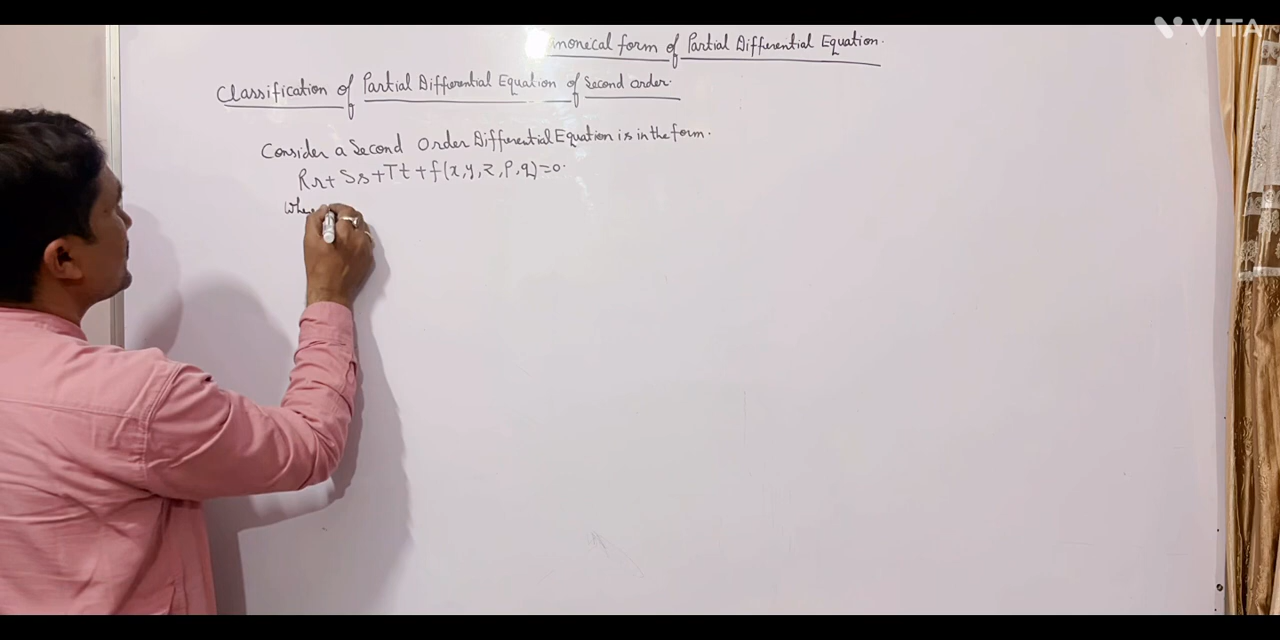 VITA
nonical form of Partial Differential Equation.
Classification of Partial Differential Equation of Second order.
Consider a Second Order Differential Equation is in the form.
Rr + Ss + Tt + f(x, y, z, p, q) = 0.
Whe